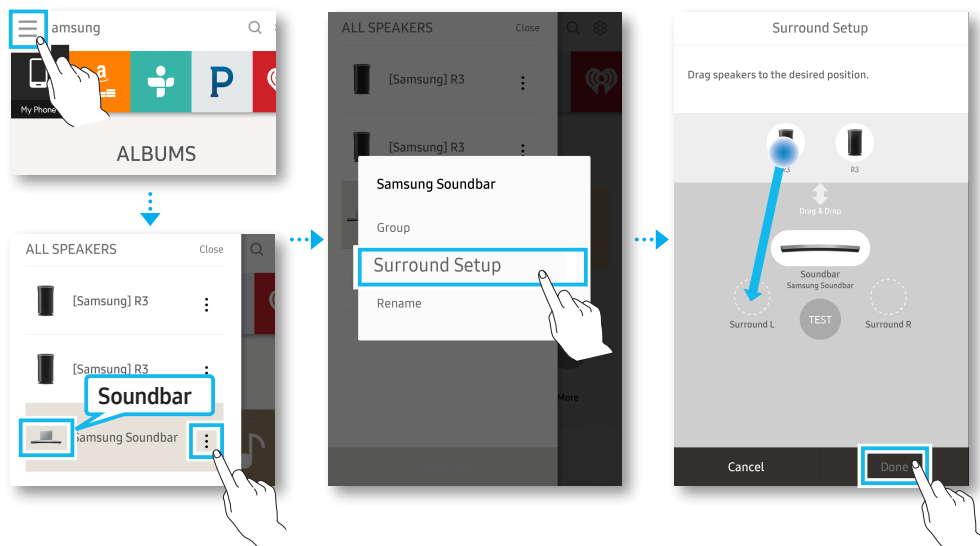 amsung
a
P
My Phone
ALBUMS
ALL SPEAKERS
Close
[Samsung] R3
[Samsung] R3
Soundbar
Samsung Soundbar
ALL SPEAKERS
Close
[Samsung] R3
[Samsung] R3
Samsung Soundbar
Group
Surround Setup
Rename
More
Surround Setup
Drag speakers to the desired position.
R3
R3
Drag & Drop
Soundbar
Samsung Soundbar
Surround L
TEST
Surround R
Cancel
Done